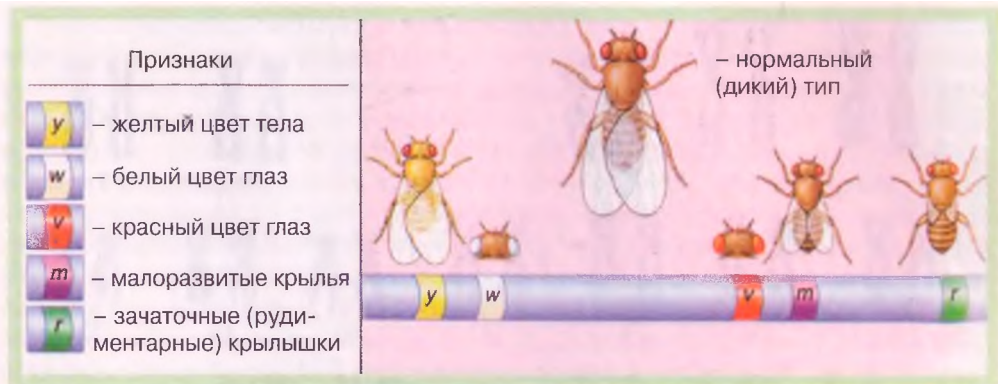 Признаки
y – желтый цвет тела
w – белый цвет глаз
v – красный цвет глаз
m – малоразвитые крылья
r – зачаточные (руди-
ментарные) крылышки
– нормальный
(дикий) тип
y w v m r